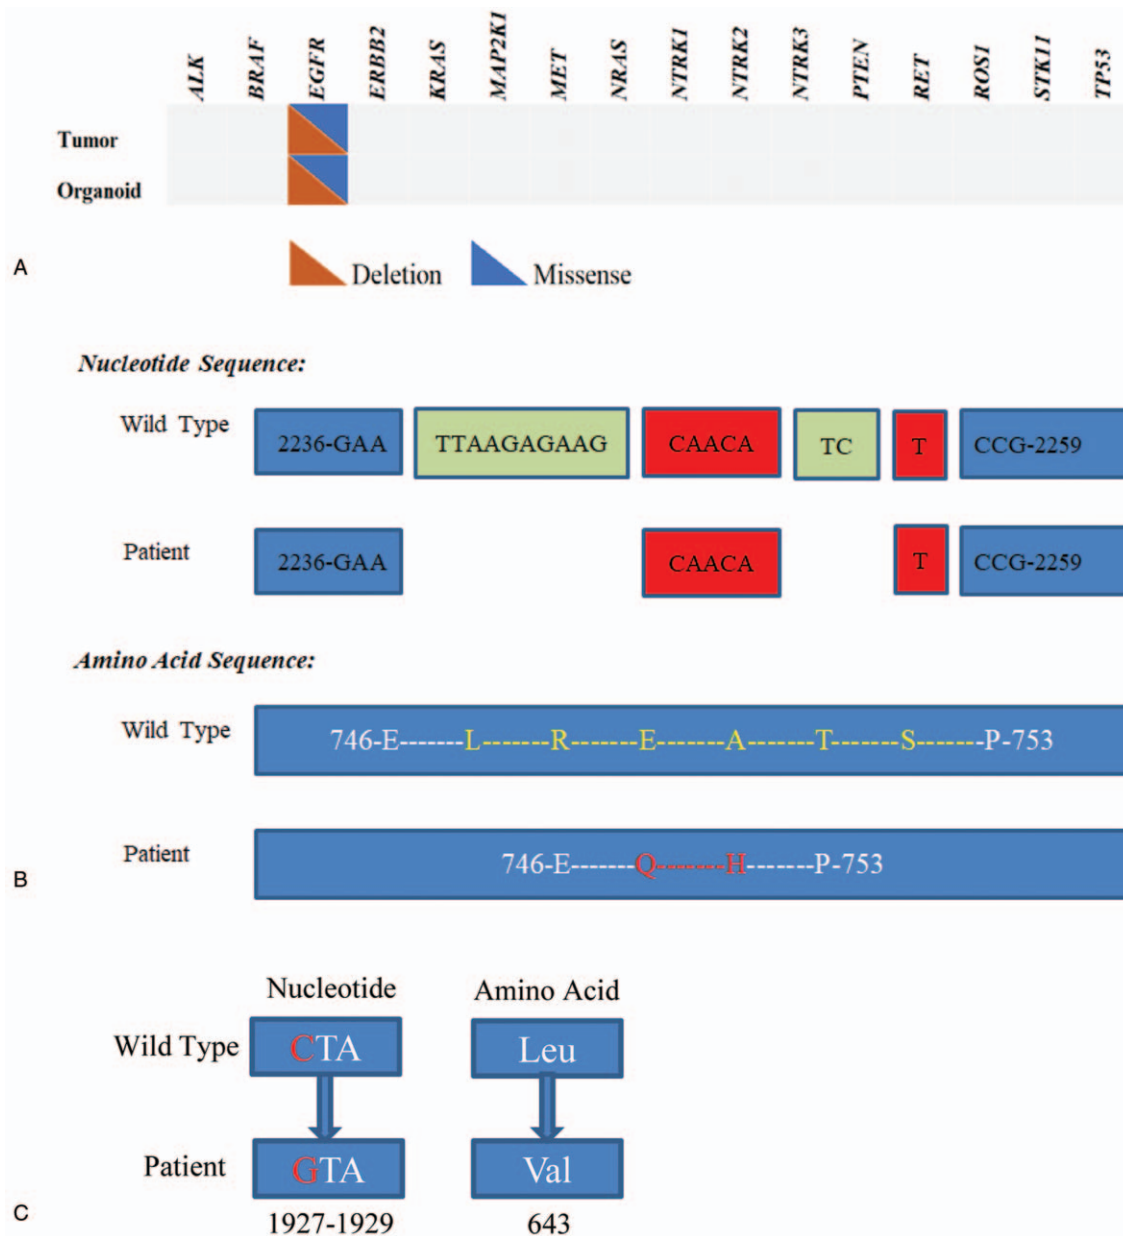 ALK BRAF EGFR ERBB2 KRAS MAP2K1 MET NRAS NTRK1 NTRK2 NTRK3 PTEN RET ROS1 STK11 TP53
Tumor
Organoid
A
Deletion Missense
Nucleotide Sequence:
Wild Type 2236-GAA TTAAGAGAAG CAACA TC T CCG-2259
Patient 2236-GAA CAACA T CCG-2259
Amino Acid Sequence:
Wild Type 746-E-------L-------R-------E-------A-------T-------S-------P-753
Patient 746-E-------Q-------H-------P-753
B
Nucleotide Amino Acid
Wild Type CTA Leu
Patient GTA Val
C
1927-1929 643